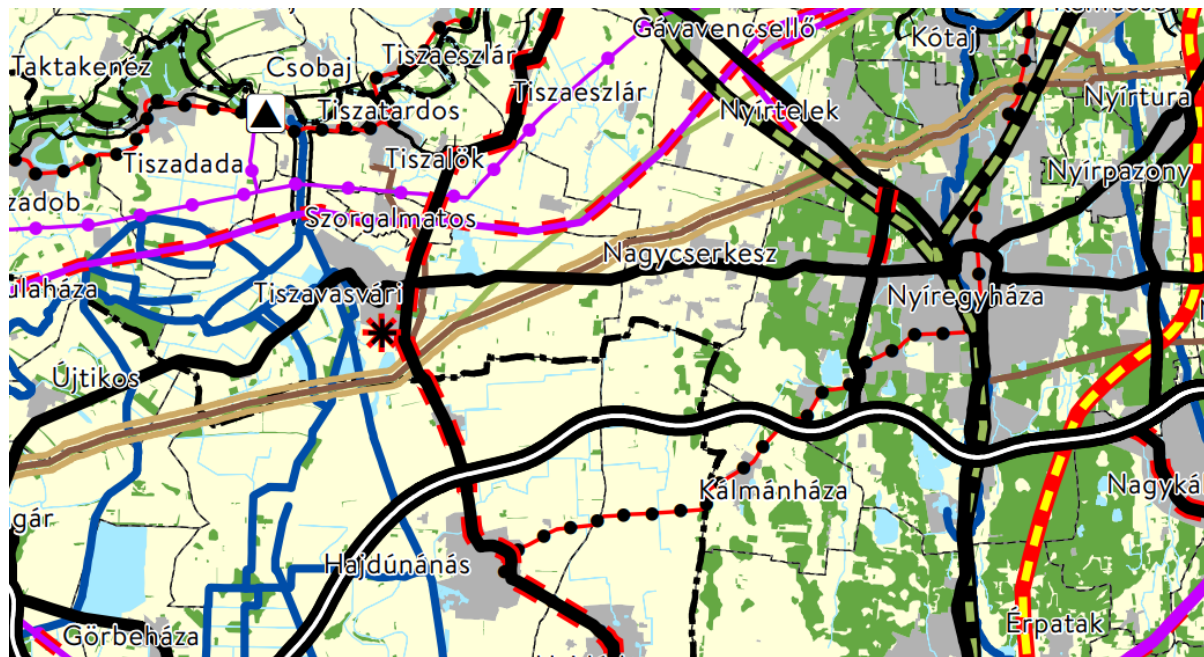 Gávavencsellő
Kótaj
Tiszaeszlár
Taktakenéz
Csobaj
Tiszaeszlár
Nyírtelek
Nyírtura
Tiszatardos
Tiszadada
Tiszalök
Nyírpazony
zadob
Szorgalmatos
Nagycserkesz
ulaháza
Tiszavasvári
Nyíregyháza
Újtikos
Kálmánháza
Nagykál
gár
Hajdúnánás
Görbeháza
Érpatak